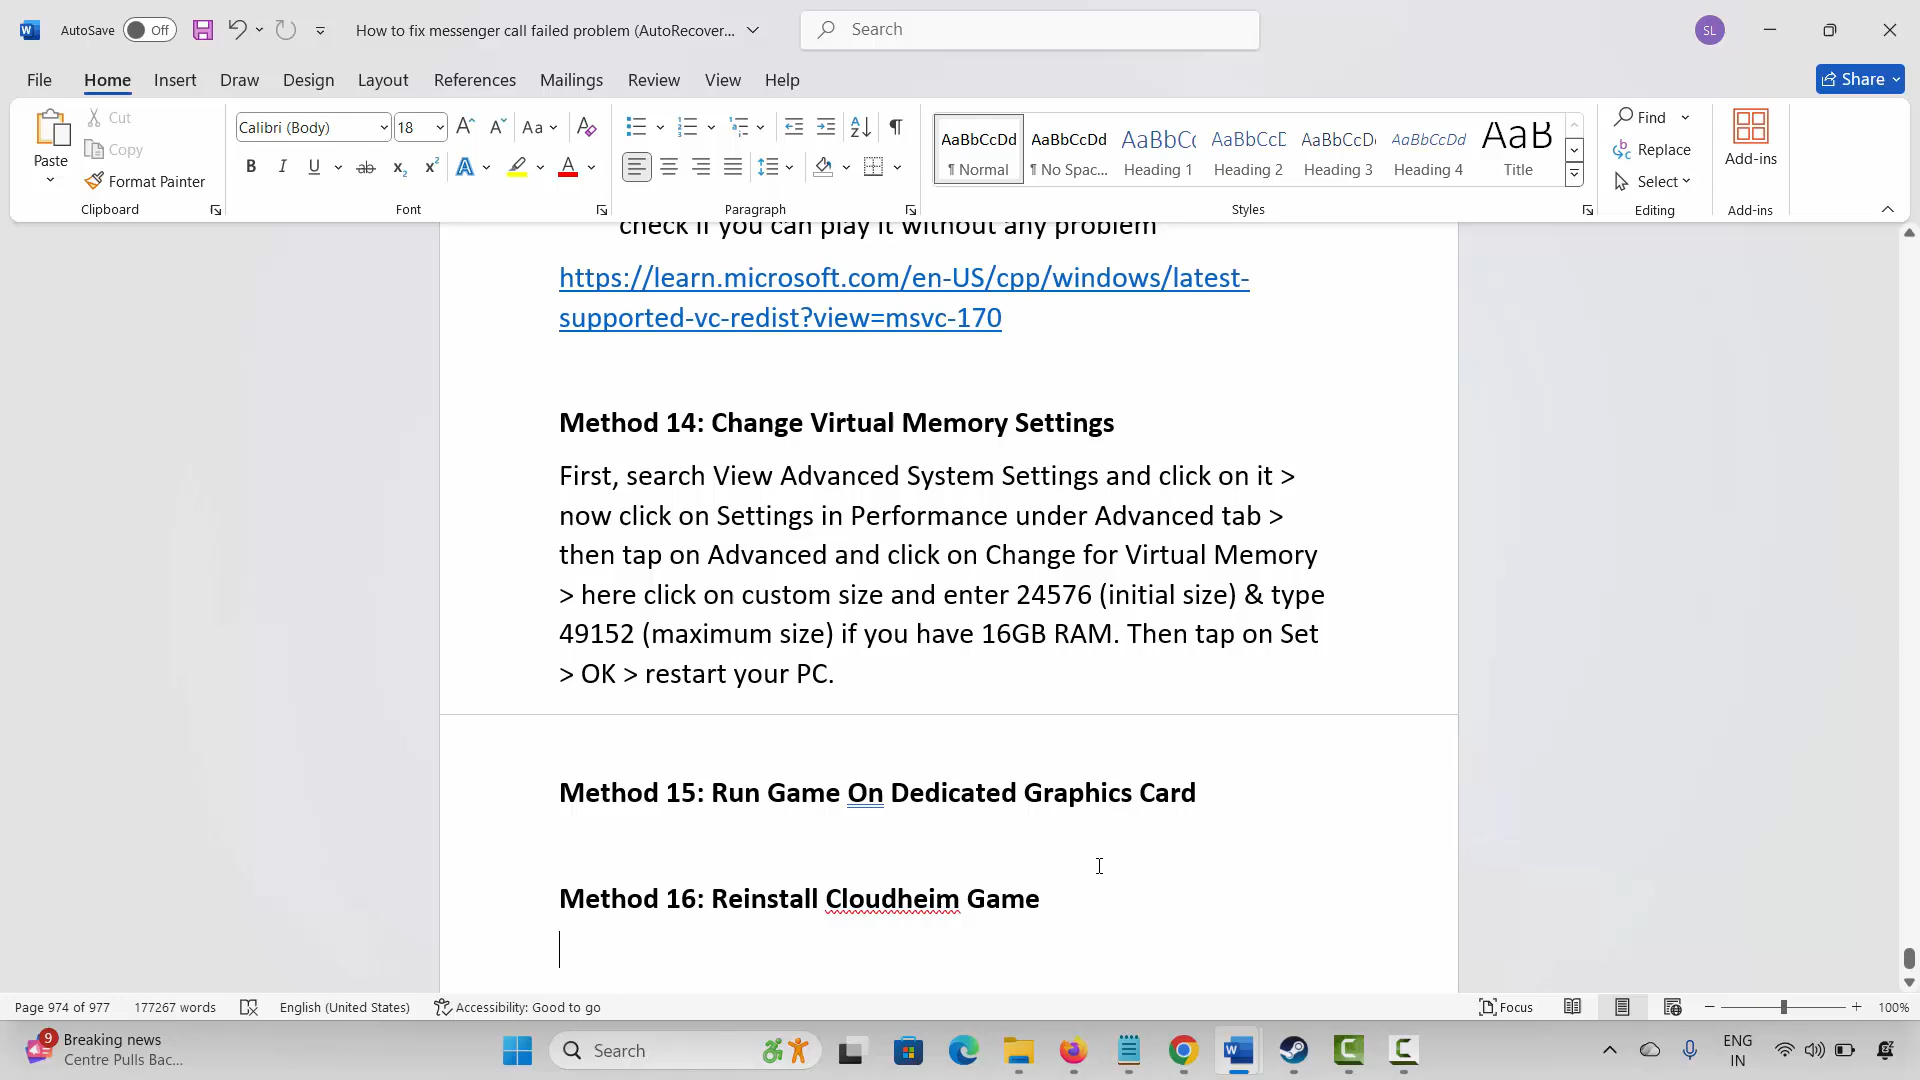 AutoSave Off How to fix messenger call failed problem (AutoRecover... Search SL
File Home Insert Draw Design Layout References Mailings Review View Help Share
Paste Cut Copy Format Painter
Calibri (Body) 18
AaBbCcDd AaBbCcDd AaBbCc AaBbCcD AaBbCcD AaBbCcDd AaB
¶ Normal ¶ No Spac... Heading 1 Heading 2 Heading 3 Heading 4 Title
Find Replace Select
Add-ins
Clipboard Font Paragraph Styles Editing Add-ins
check if you can play it without any problem
https://learn.microsoft.com/en-US/cpp/windows/latest-
supported-vc-redist?view=msvc-170
Method 14: Change Virtual Memory Settings
First, search View Advanced System Settings and click on it >
now click on Settings in Performance under Advanced tab >
then tap on Advanced and click on Change for Virtual Memory
> here click on custom size and enter 24576 (initial size) & type
49152 (maximum size) if you have 16GB RAM. Then tap on Set
> OK > restart your PC.
Method 15: Run Game On Dedicated Graphics Card
Method 16: Reinstall Cloudheim Game
Page 974 of 977 177267 words English (United States) Accessibility: Good to go Focus 100%
9 Breaking news
Centre Pulls Bac...
Search
ENG
IN